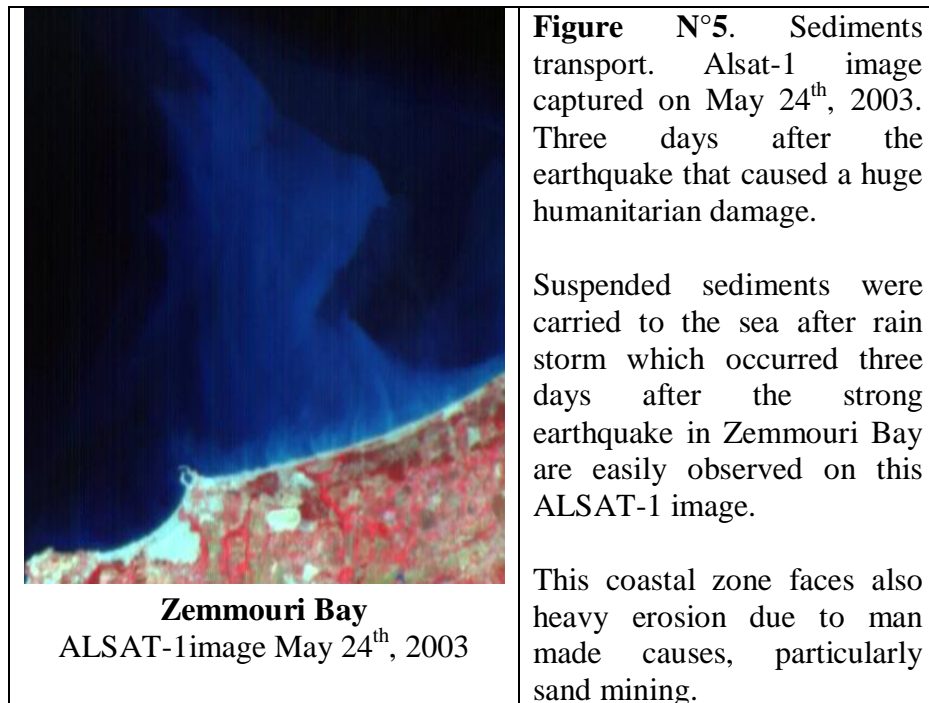 Zemmouri Bay
ALSAT-1image May 24th, 2003
Figure N°5. Sediments
transport. Alsat-1 image
captured on May 24th, 2003.
Three days after the
earthquake that caused a huge
humanitarian damage.
Suspended sediments were
carried to the sea after rain
storm which occurred three
days after the strong
earthquake in Zemmouri Bay
are easily observed on this
ALSAT-1 image.
This coastal zone faces also
heavy erosion due to man
made causes, particularly
sand mining.